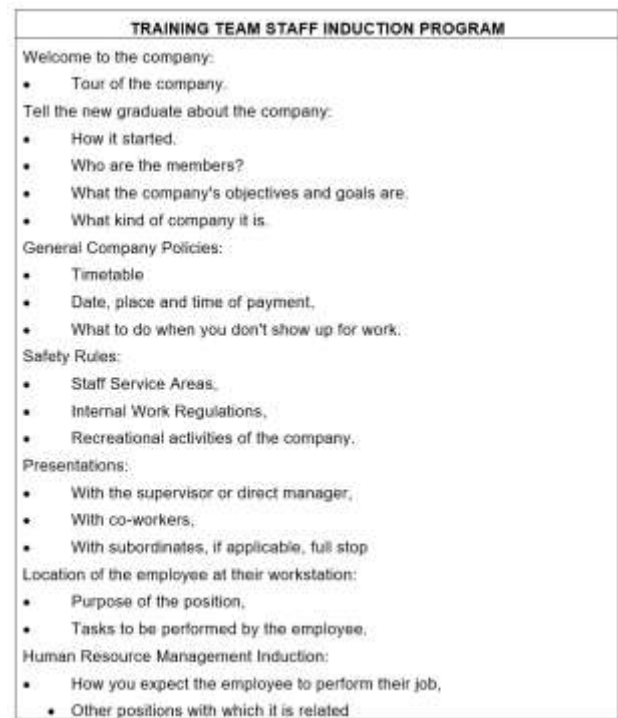 TRAINING TEAM STAFF INDUCTION PROGRAM
Welcome to the company:
• Tour of the company.
Tell the new graduate about the company:
• How it started.
• Who are the members?
• What the company's objectives and goals are.
• What kind of company it is.
General Company Policies:
• Timetable
• Date, place and time of payment,
• What to do when you don't show up for work.
Safety Rules:
• Staff Service Areas,
• Internal Work Regulations,
• Recreational activities of the company.
Presentations:
• With the supervisor or direct manager,
• With co-workers,
• With subordinates, if applicable, full stop
Location of the employee at their workstation:
• Purpose of the position,
• Tasks to be performed by the employee,
Human Resource Management Induction:
• How you expect the employee to perform their job,
• Other positions with which it is related